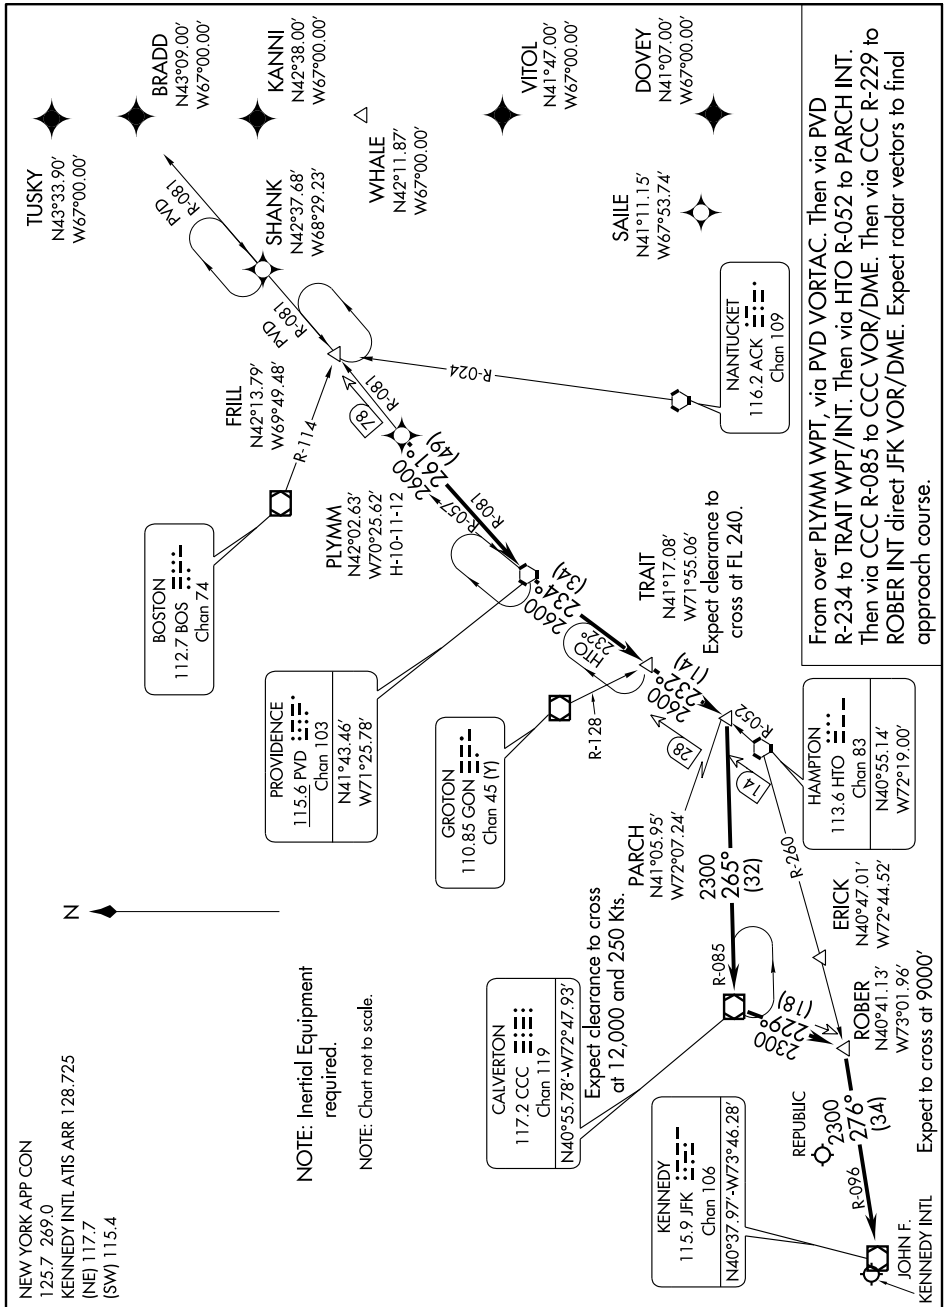 NEW YORK APP CON
125.7 269.0
KENNEDY INTL ATIS ARR 128.725
(NE) 117.7
(SW) 115.4
N
NOTE: Inertial Equipment
required.
NOTE: Chart not to scale.
TUSKY
N43°33.90′
W67°00.00′
BRADD
N43°09.00′
W67°00.00′
KANNI
N42°38.00′
W67°00.00′
WHALE
N42°11.87′
W67°00.00′
VITOL
N41°47.00′
W67°00.00′
DOVEY
N41°07.00′
W67°00.00′
SAILE
N41°11.15′
W67°53.74′
PVD
R-081
SHANK
N42°37.68′
W68°29.23′
PVD
R-081
FRILL
N42°13.79′
W69°49.48′
R-114
R-024
R-081
78
BOSTON
112.7 BOS
Chan 74
NANTUCKET
116.2 ACK
Chan 109
PLYMM
N42°02.63′
W70°25.62′
H-10-11-12
2600
261°
(49)
R-057
R-081
PROVIDENCE
115.6 PVD
Chan 103
N41°43.46′
W71°25.78′
2600
234°
(34)
HTO
232°
TRAIT
N41°17.08′
W71°55.06′
Expect clearance to
cross at FL 240.
GROTON
110.85 GON
Chan 45 (Y)
R-128
2600
232°
(14)
28
PARCH
N41°05.95′
W72°07.24′
R-052
14
HAMPTON
113.6 HTO
Chan 83
N40°55.14′
W72°19.00′
R-260
2300
265°
(32)
R-085
CALVERTON
117.2 CCC
Chan 119
N40°55.78′-W72°47.93′
Expect clearance to cross
at 12,000 and 250 Kts.
2300
229°
(18)
ERICK
N40°47.01′
W72°44.52′
ROBER
N40°41.13′
W73°01.96′
Expect to cross at 9000′
REPUBLIC
2300
276°
(34)
R-096
KENNEDY
115.9 JFK
Chan 106
N40°37.97′-W73°46.28′
JOHN F.
KENNEDY INTL
From over PLYMM WPT, via PVD VORTAC. Then via PVD
R-234 to TRAIT WPT/INT. Then via HTO R-052 to PARCH INT.
Then via CCC R-085 to CCC VOR/DME. Then via CCC R-229 to
ROBER INT direct JFK VOR/DME. Expect radar vectors to final
approach course.